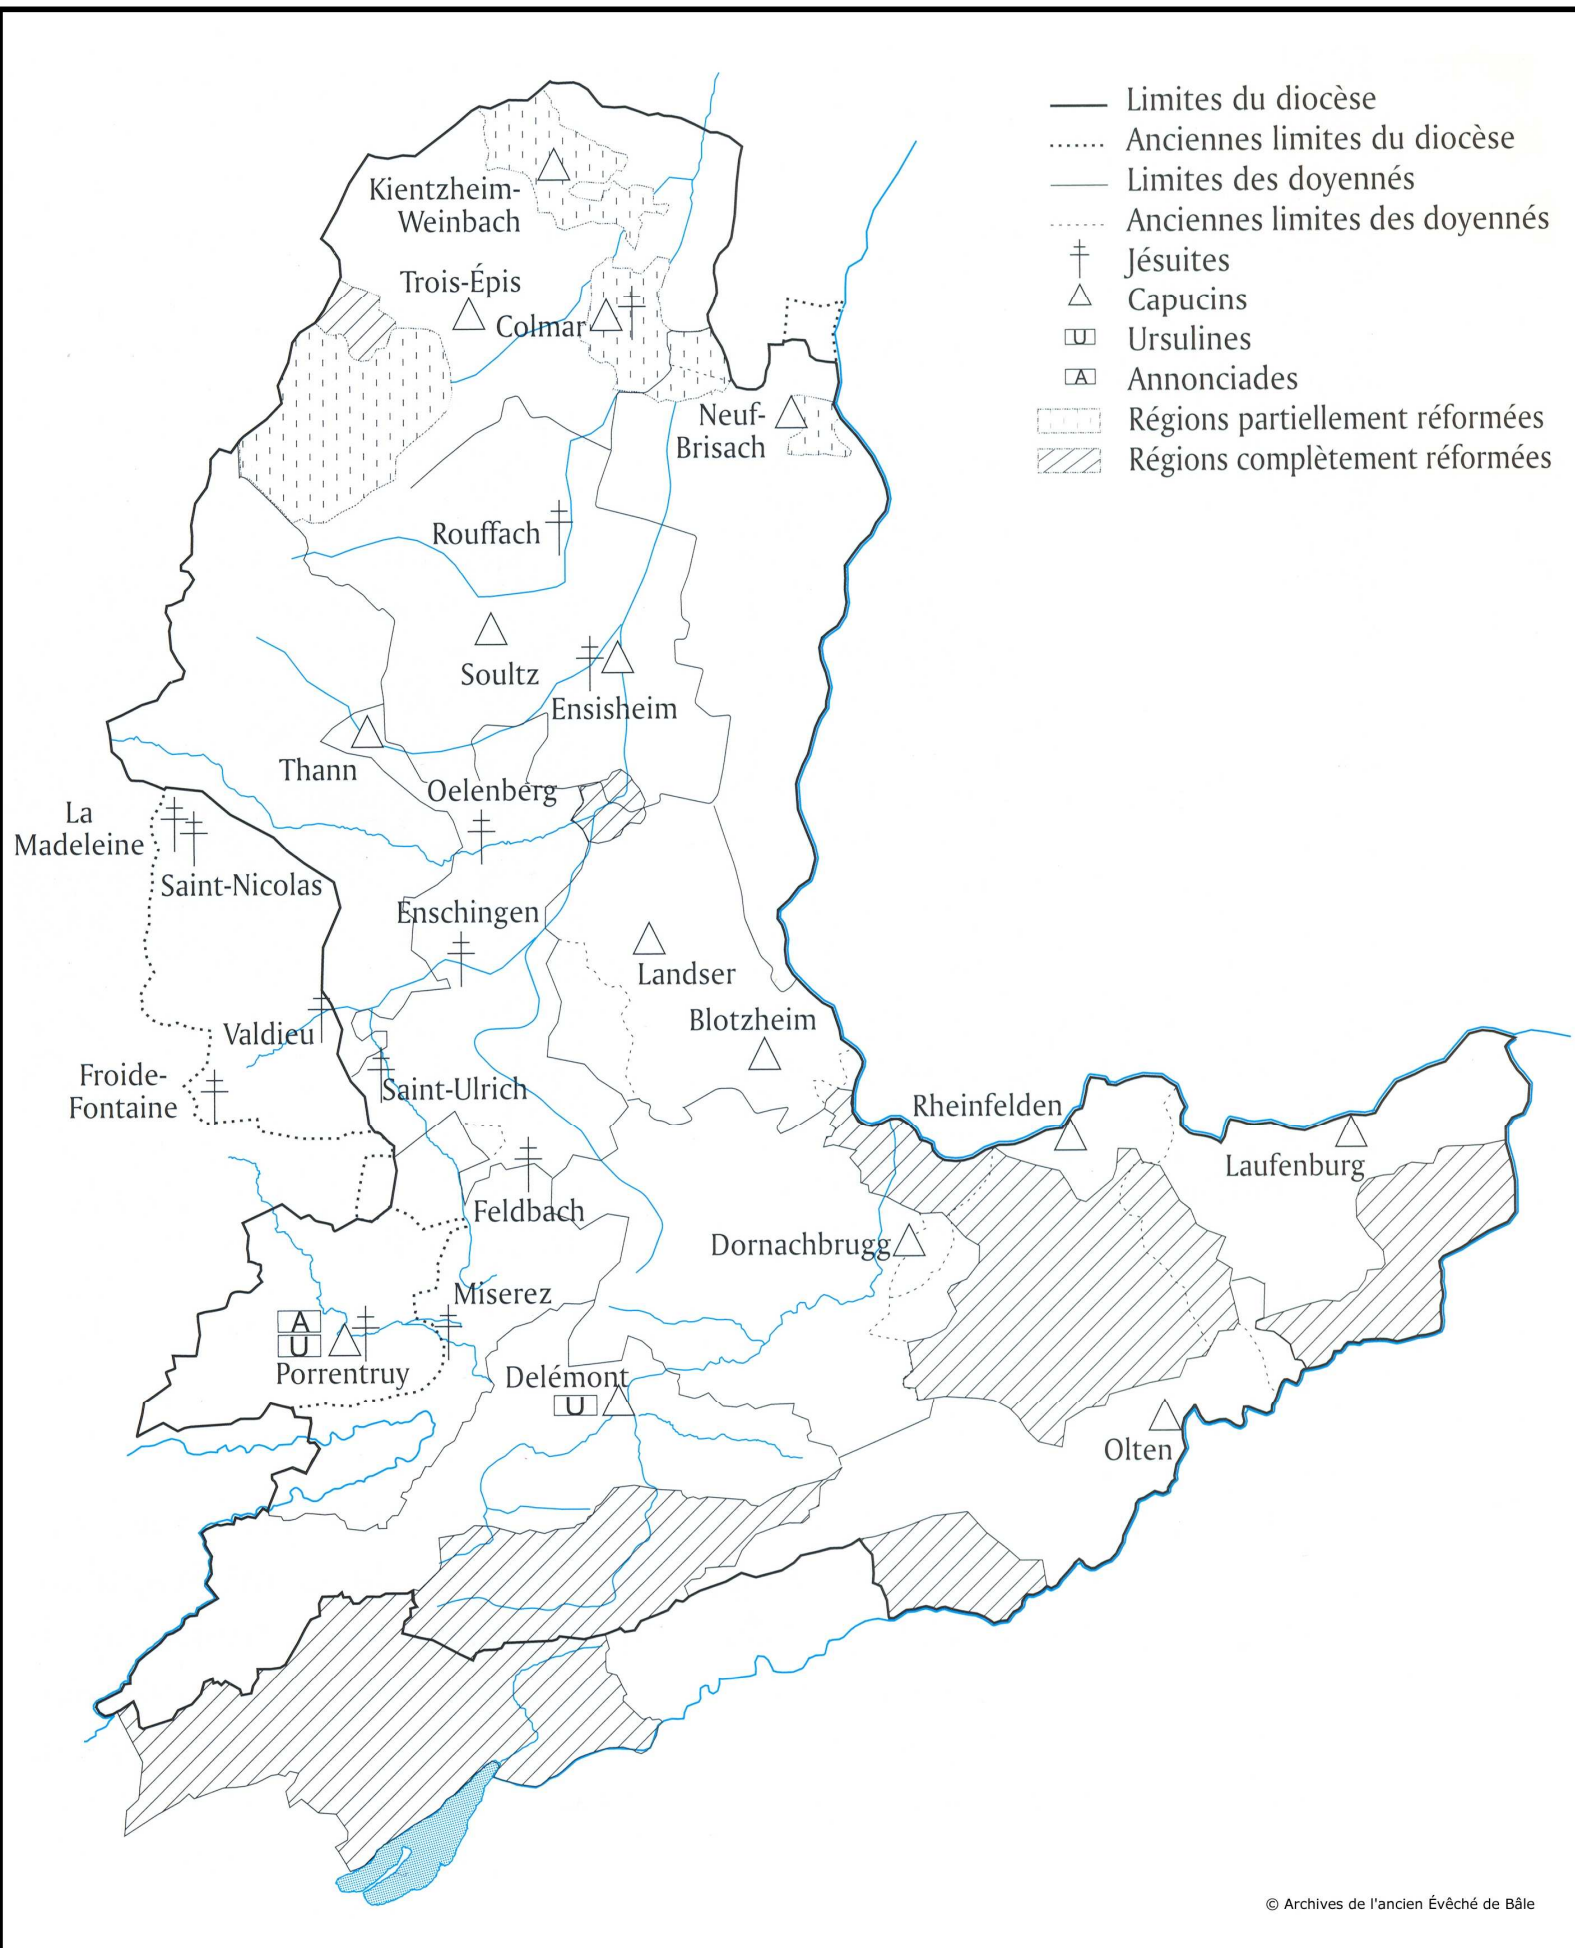 Limites du diocèse
Anciennes limites du diocèse
Limites des doyennés
Anciennes limites des doyennés
Jésuites
Capucins
U Ursulines
A Annonciades
Régions partiellement réformées
Régions complètement réformées
Kientzheim-
Weinbach
Trois-Épis
Colmar
Neuf-
Brisach
Rouffach
Soultz
Ensisheim
Thann
Oelenberg
La
Madeleine
Saint-Nicolas
Enschingen
Landser
Blotzheim
Valdieu
Froide-
Fontaine
Saint-Ulrich
Rheinfelden
Laufenburg
Feldbach
Dornachbrugg
Miserez
A
U
Porrentruy
Delémont
U
Olten
© Archives de l'ancien Évêché de Bâle